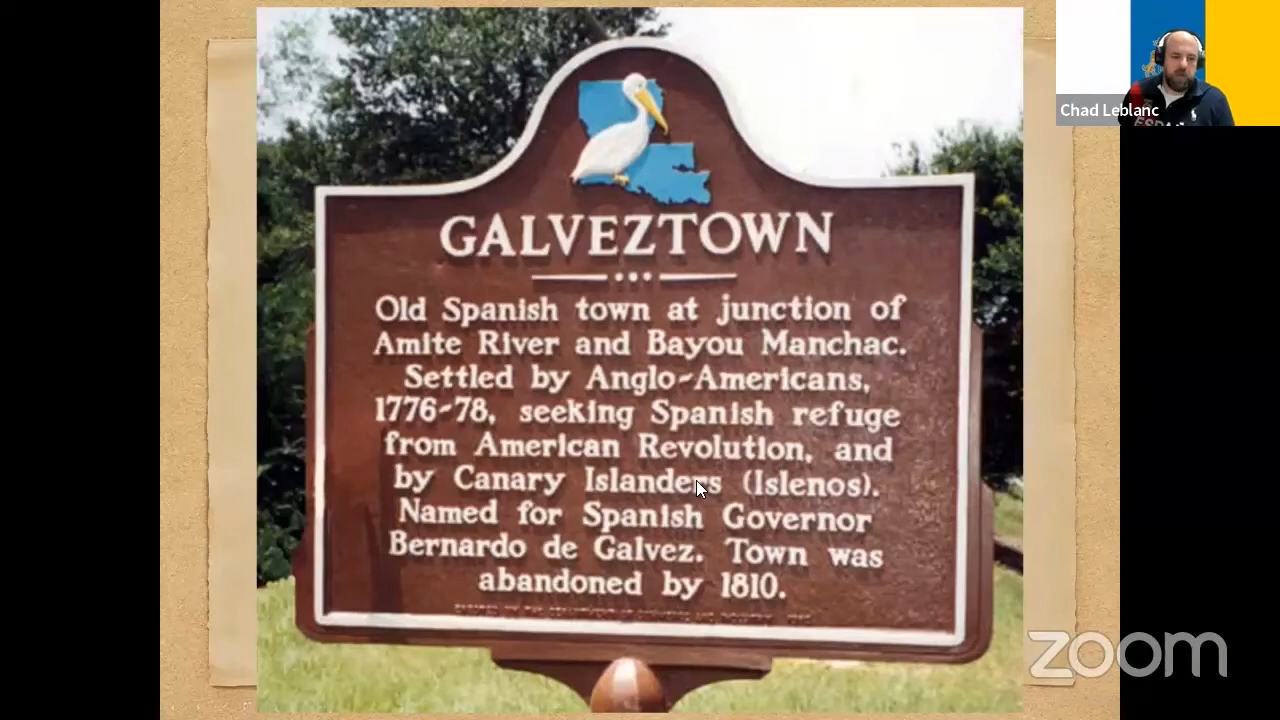 GALVEZTOWN
Old Spanish town at junction of
Amite River and Bayou Manchac.
Settled by Anglo-Americans,
1776-78, seeking Spanish refuge
from American Revolution, and
by Canary Islanders (Islenos).
Named for Spanish Governor
Bernardo de Galvez. Town was
abandoned by 1810.
Chad Leblanc
zoom